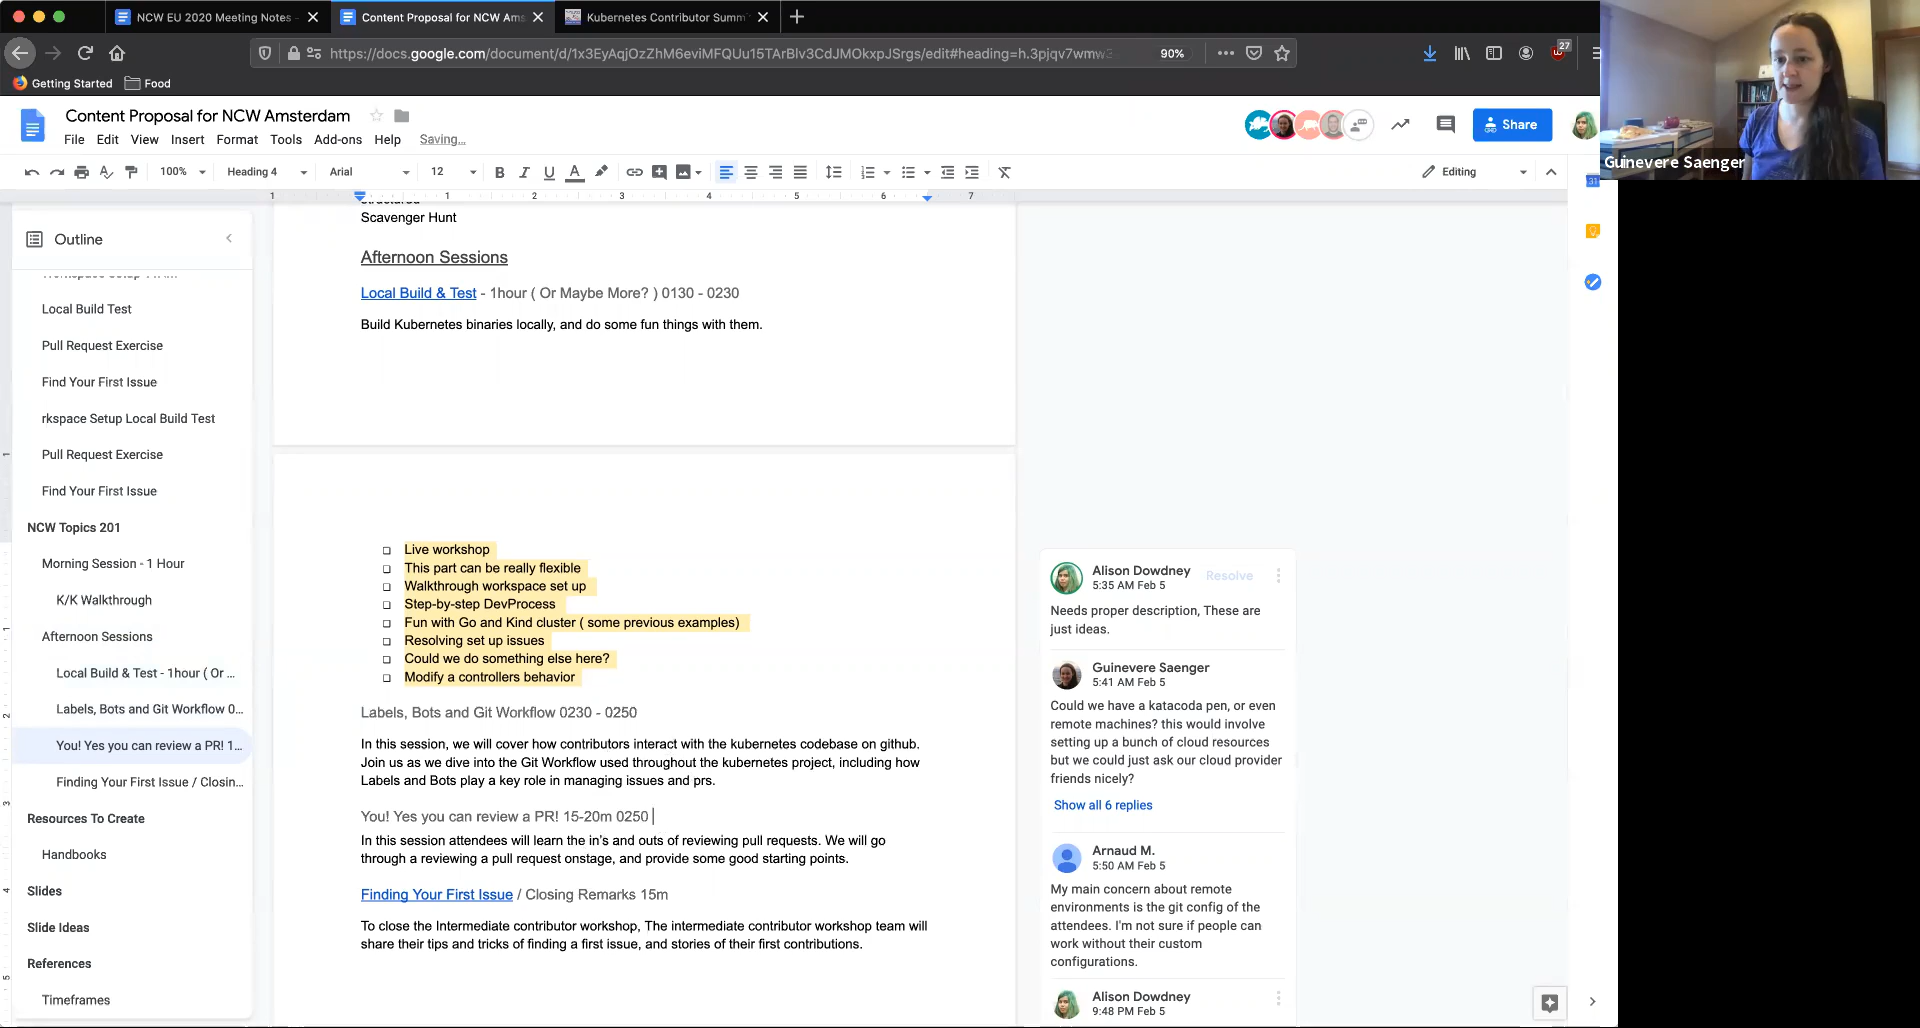 NCW EU 2020 Meeting Notes -
Content Proposal for NCW Ams
Kubernetes Contributor Summ
https://docs.google.com/document/d/1x3EyAqjOzZhM6eviMFQUu15TArBIv3CdJMOkxpJSrgs/edit#heading=h.3pjqv7wmw3
90%
27
Getting Started
Food
Content Proposal for NCW Amsterdam
File Edit View Insert Format Tools Add-ons Help Saving...
Share
Guinevere Saenger
100% Heading 4 Arial 12 B I U A Editing
1 1 2 3 4 5 6 7
31
Outline
Local Build Test
Pull Request Exercise
Find Your First Issue
rkspace Setup Local Build Test
Pull Request Exercise
Find Your First Issue
NCW Topics 201
Morning Session - 1 Hour
K/K Walkthrough
Afternoon Sessions
Local Build & Test - 1hour ( Or ...
Labels, Bots and Git Workflow 0...
You! Yes you can review a PR! 1...
Finding Your First Issue / Closin...
Resources To Create
Handbooks
Slides
Slide Ideas
References
Timeframes
1
1
2
3
4
5
structured
Scavenger Hunt
Afternoon Sessions
Local Build & Test - 1hour ( Or Maybe More? ) 0130 - 0230
Build Kubernetes binaries locally, and do some fun things with them.
Live workshop
This part can be really flexible
Walkthrough workspace set up
Step-by-step DevProcess
Fun with Go and Kind cluster ( some previous examples)
Resolving set up issues
Could we do something else here?
Modify a controllers behavior
Labels, Bots and Git Workflow 0230 - 0250
In this session, we will cover how contributors interact with the kubernetes codebase on github.
Join us as we dive into the Git Workflow used throughout the kubernetes project, including how
Labels and Bots play a key role in managing issues and prs.
You! Yes you can review a PR! 15-20m 0250
In this session attendees will learn the in's and outs of reviewing pull requests. We will go
through a reviewing a pull request onstage, and provide some good starting points.
Finding Your First Issue / Closing Remarks 15m
To close the Intermediate contributor workshop, The intermediate contributor workshop team will
share their tips and tricks of finding a first issue, and stories of their first contributions.
Alison Dowdney
5:35 AM Feb 5
Resolve
Needs proper description, These are
just ideas.
Guinevere Saenger
5:41 AM Feb 5
Could we have a katacoda pen, or even
remote machines? this would involve
setting up a bunch of cloud resources
but we could just ask our cloud provider
friends nicely?
Show all 6 replies
Arnaud M.
5:50 AM Feb 5
My main concern about remote
environments is the git config of the
attendees. I'm not sure if people can
work without their custom
configurations.
Alison Dowdney
9:48 PM Feb 5